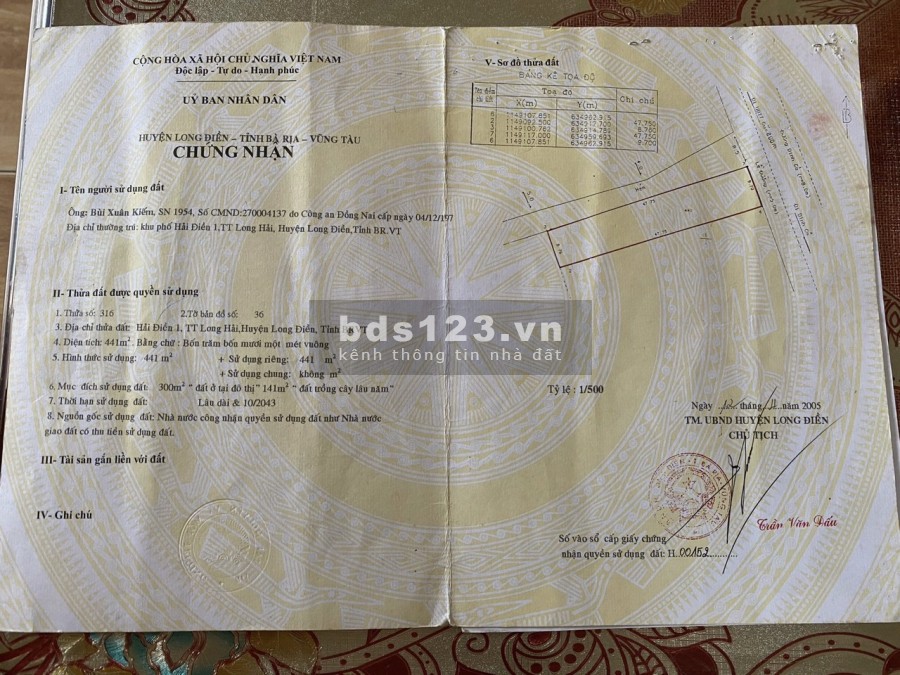 CỘNG HÒA XÃ HỘI CHỦ NGHĨA VIỆT NAM
Độc lập - Tự do - Hạnh phúc
UỶ BAN NHÂN DÂN
HUYỆN LONG ĐIỀN – TỈNH BÀ RỊA – VŨNG TÀU
CHỨNG NHẬN
I- Tên người sử dụng đất
Ông: Bùi Xuân Kiếm, SN 1954, Số CMND:270004137 do Công an Đồng Nai cấp ngày 04/12/197
Địa chỉ thường trú: khu phố Hải Điền 1,TT Long Hải, Huyện Long Điền,Tỉnh BR.VT
II- Thửa đất được quyền sử dụng
1. Thửa số: 316 2.Tờ bản đồ số: 36
3. Địa chỉ thửa đất: Hải Điền 1, TT Long Hải,Huyện Long Điền, Tỉnh BR.VT
4. Diện tích: 441m². Bằng chữ : Bốn trăm bốn mươi một mét vuông
5. Hình thức sử dụng: 441 m² + Sử dụng riêng: 441 m²
+ Sử dụng chung: không m²
6. Mục đích sử dụng đất 300m² “ đất ở tại đô thị ” 141m² “ đất trồng cây lâu năm”
7. Thời hạn sử dụng đất: Lâu dài & 10/2043
8. Nguồn gốc sử dụng đất: Nhà nước công nhận quyền sử dụng đất như Nhà nước
giao đất có thu tiền sử dụng đất.
III- Tài sản gắn liền với đất
IV- Ghi chú
V- Sơ đồ thửa đất
BẢNG KÊ TỌA ĐỘ
Tọa độ
X(m) Y(m) Ghi chú
47.750
8.700
Tỷ lệ : 1/500
Ngày tháng năm 2005
TM. UBND HUYỆN LONG ĐIỀN
CHỦ TỊCH
Trần Văn Dấu
Số vào sổ cấp giấy chứng
nhận quyền sử dụng đất: H 00152
bds123.vn
kênh thông tin nhà đất